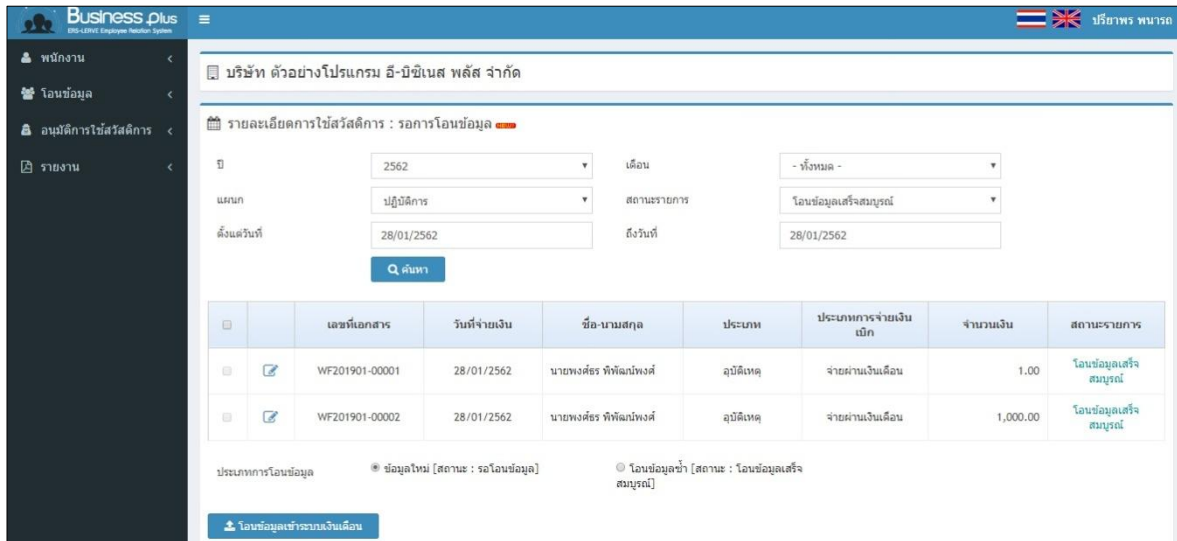 Business plus
ERS-LERVE Employee Relation System
ปรียาพร พนารถ
พนักงาน
โอนข้อมูล
อนุมัติการใช้สวัสดิการ
รายงาน
บริษัท ตัวอย่างโปรแกรม อี-บิซิเนส พลัส จำกัด
รายละเอียดการใช้สวัสดิการ : รอการโอนข้อมูล
ปี 2562 เดือน - ทั้งหมด -
แผนก ปฏิบัติการ สถานะรายการ โอนข้อมูลเสร็จสมบูรณ์
ตั้งแต่วันที่ 28/01/2562 ถึงวันที่ 28/01/2562
ค้นหา
เลขที่เอกสาร วันที่จ่ายเงิน ชื่อ-นามสกุล ประเภท ประเภทการจ่ายเงิน จำนวนเงิน สถานะรายการ
เบิก
WF201901-00001 28/01/2562 นายพงศ์ธร พิพัฒน์พงศ์ อุบัติเหตุ จ่ายผ่านเงินเดือน 1.00 โอนข้อมูลเสร็จ
สมบูรณ์
WF201901-00002 28/01/2562 นายพงศ์ธร พิพัฒน์พงศ์ อุบัติเหตุ จ่ายผ่านเงินเดือน 1,000.00 โอนข้อมูลเสร็จ
สมบูรณ์
ประเภทการโอนข้อมูล ข้อมูลใหม่ [สถานะ : รอโอนข้อมูล] โอนข้อมูลซ้ำ [สถานะ : โอนข้อมูลเสร็จ
สมบูรณ์]
โอนข้อมูลเข้าระบบเงินเดือน